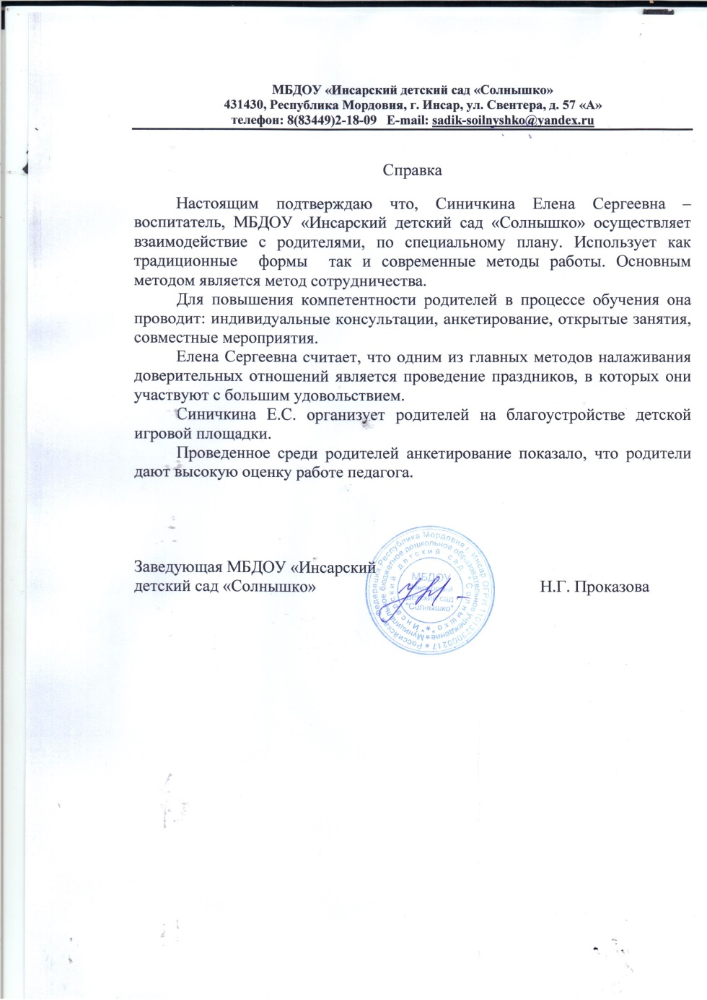 МБДОУ «Инсарский детский сад «Солнышко»
431430, Республика Мордовия, г. Инсар, ул. Свентера, д. 57 «А»
телефон: 8(83449)2-18-09 E-mail: sadik-soilnyshko@yandex.ru
Справка
Настоящим подтверждаю что, Синичкина Елена Сергеевна –
воспитатель, МБДОУ «Инсарский детский сад «Солнышко» осуществляет
взаимодействие с родителями, по специальному плану. Использует как
традиционные формы так и современные методы работы. Основным
методом является метод сотрудничества.
Для повышения компетентности родителей в процессе обучения она
проводит: индивидуальные консультации, анкетирование, открытые занятия,
совместные мероприятия.
Елена Сергеевна считает, что одним из главных методов налаживания
доверительных отношений является проведение праздников, в которых они
участвуют с большим удовольствием.
Синичкина Е.С. организует родителей на благоустройстве детской
игровой площадки.
Проведенное среди родителей анкетирование показало, что родители
дают высокую оценку работе педагога.
Заведующая МБДОУ «Инсарский
детский сад «Солнышко» Н.Г. Проказова
Российская Федерация Республика Мордовия г. Инсар ОГРН
Муниципальное бюджетное дошкольное образовательное учреждение
"Инсарский детский сад "Солнышко"
МБДОУ
Инсарский
детский сад
"Солнышко"